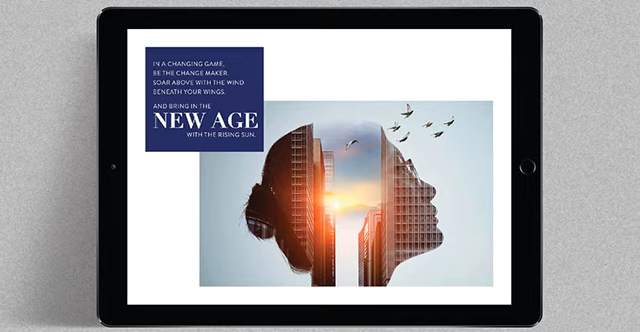 IN A CHANGING GAME,
BE THE CHANGE MAKER.
SOAR ABOVE WITH THE WIND
BENEATH YOUR WINGS.
AND BRING IN THE
NEW AGE
WITH THE RISING SUN.